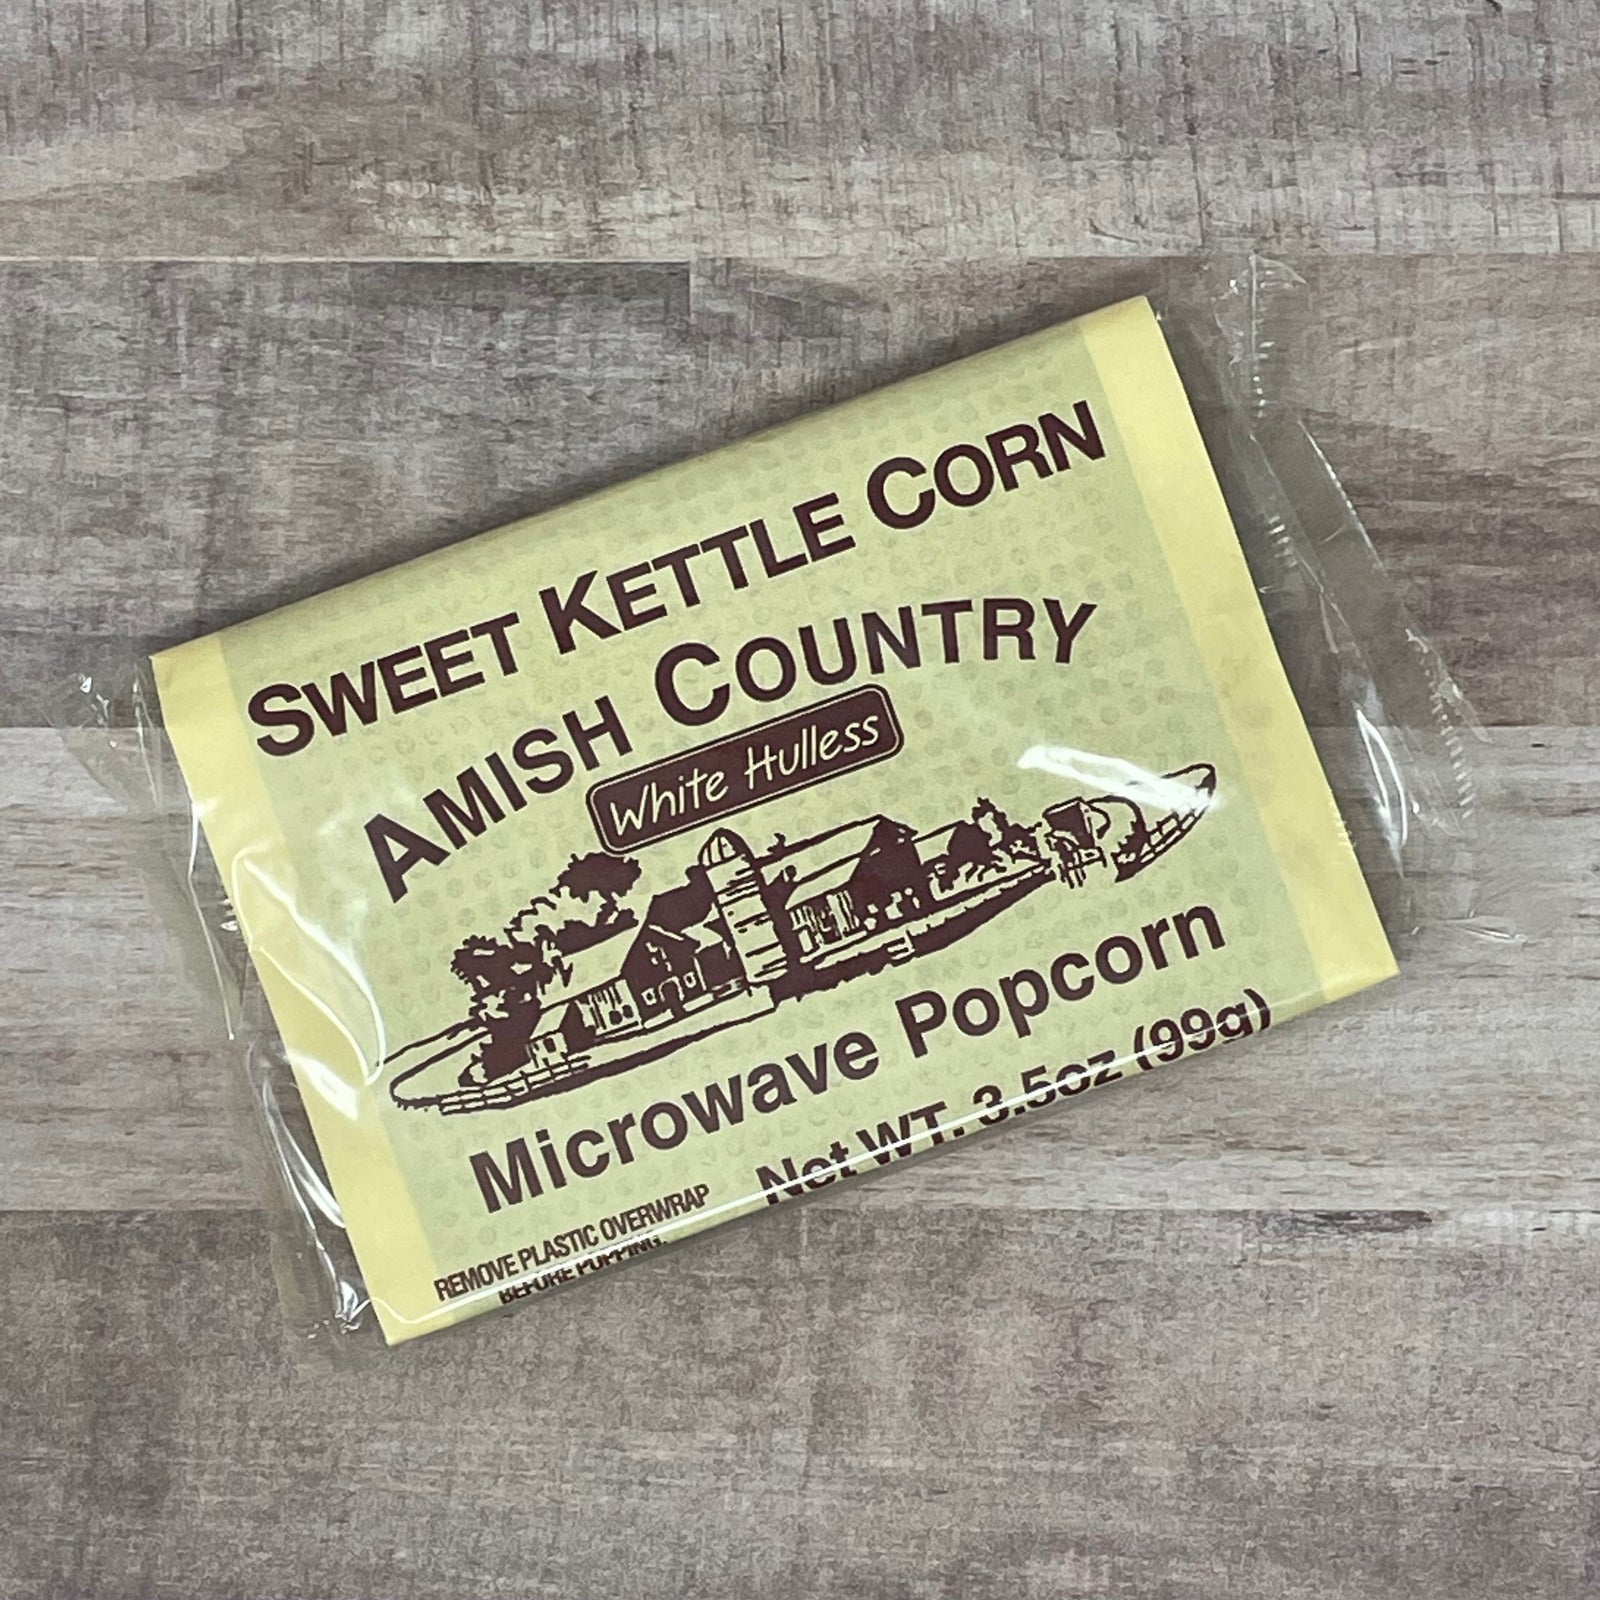 SWEET KETTLE CORN
AMISH COUNTRY
White Hulless
Microwave Popcorn
Net WT. 3.5oz (99g)
REMOVE PLASTIC OVERWRAP
BEFORE POPPING.